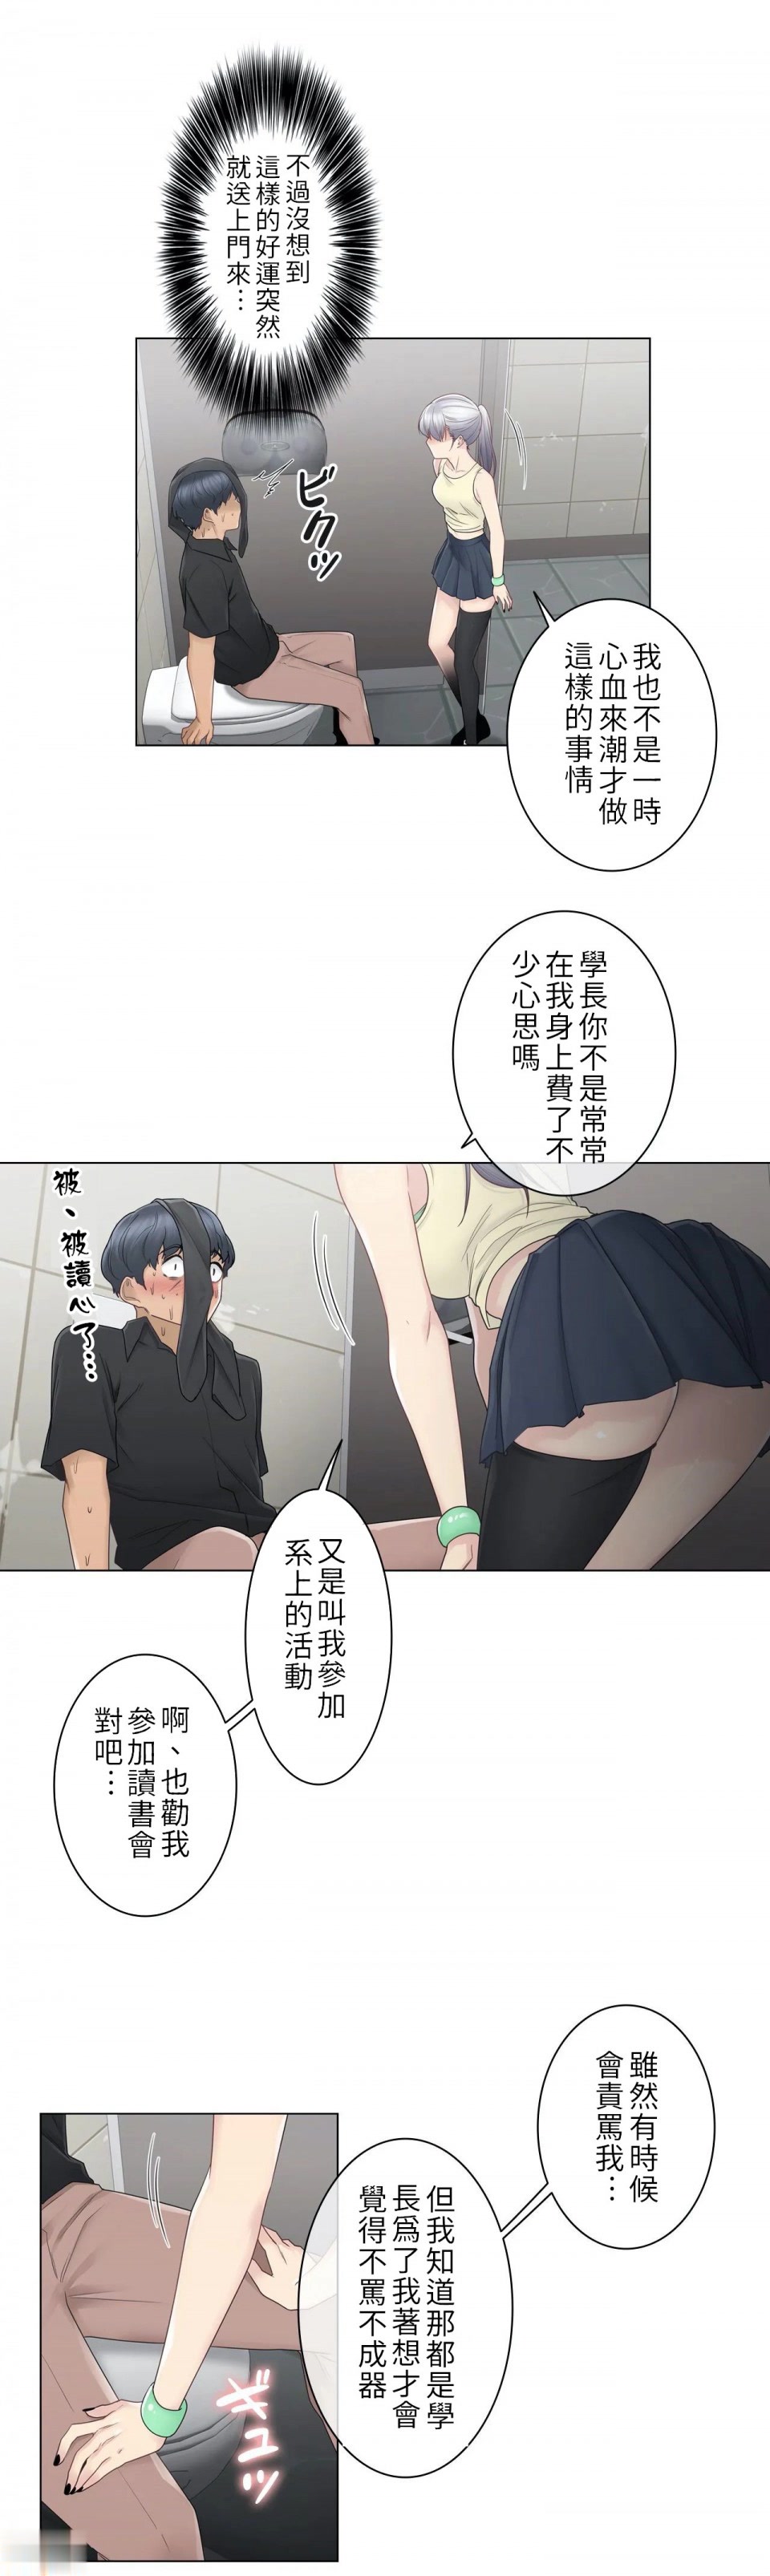 不過沒想到
這樣的好運突然
就送上門來…
ビクッ
我也不是一時
心血來潮才做
這樣的事情
學長你不是常常
在我身上費了不
少心思嗎
被、被讀心了…
又是叫我參加
系上的活動
啊、也勸我
參加讀書會
對吧…
雖然有時候
會責罵我…
但我知道那都是學
長爲了我著想才會
覺得不罵不成器
ギュッ